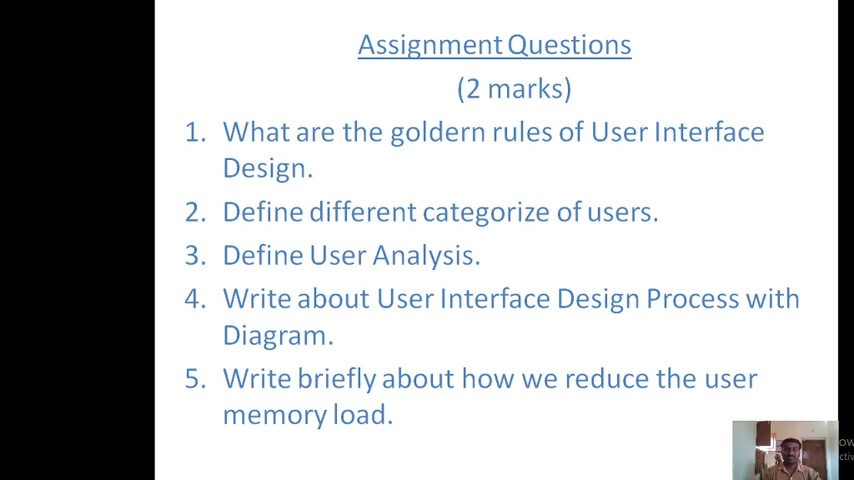 Assignment Questions
(2 marks)
1. What are the goldern rules of User Interface
Design.
2. Define different categorize of users.
3. Define User Analysis.
4. Write about User Interface Design Process with
Diagram.
5. Write briefly about how we reduce the user
memory load.